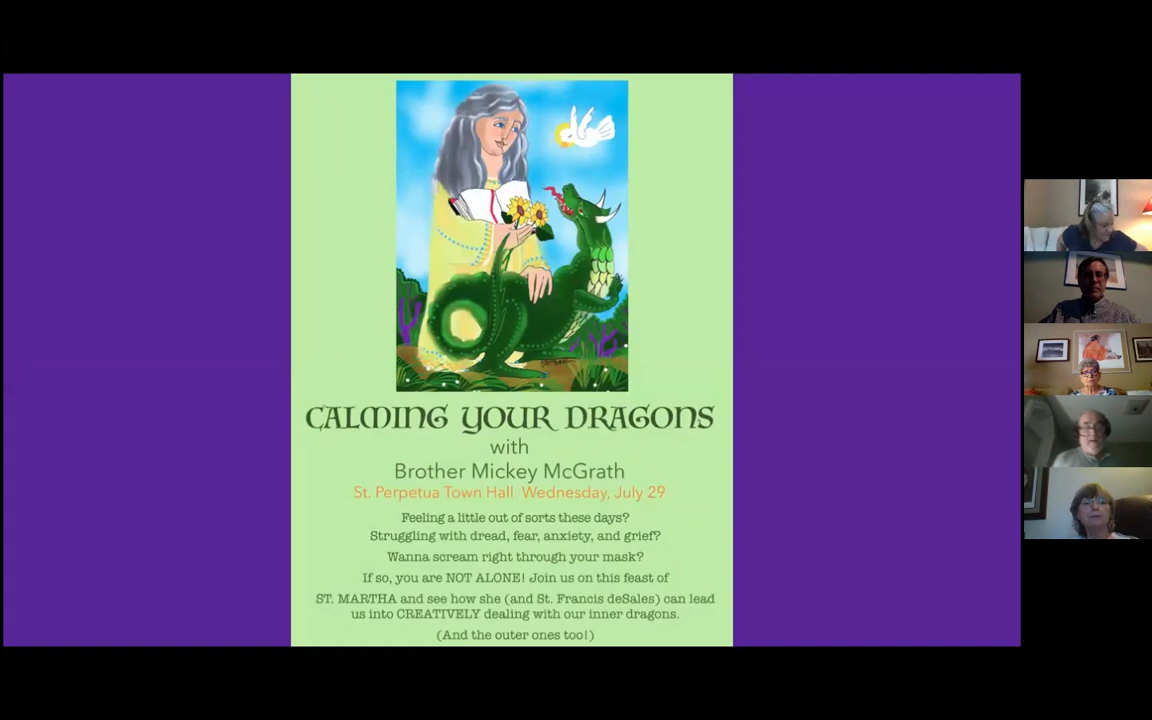 CALMING YOUR DRAGONS
with
Brother Mickey McGrath
St. Perpetua Town Hall Wednesday, July 29
Feeling a little out of sorts these days?
Struggling with dread, fear, anxiety, and grief?
Wanna scream right through your mask?
If so, you are NOT ALONE! Join us on this feast of
ST. MARTHA and see how she (and St. Francis deSales) can lead
us into CREATIVELY dealing with our inner dragons.
(And the outer ones too!)